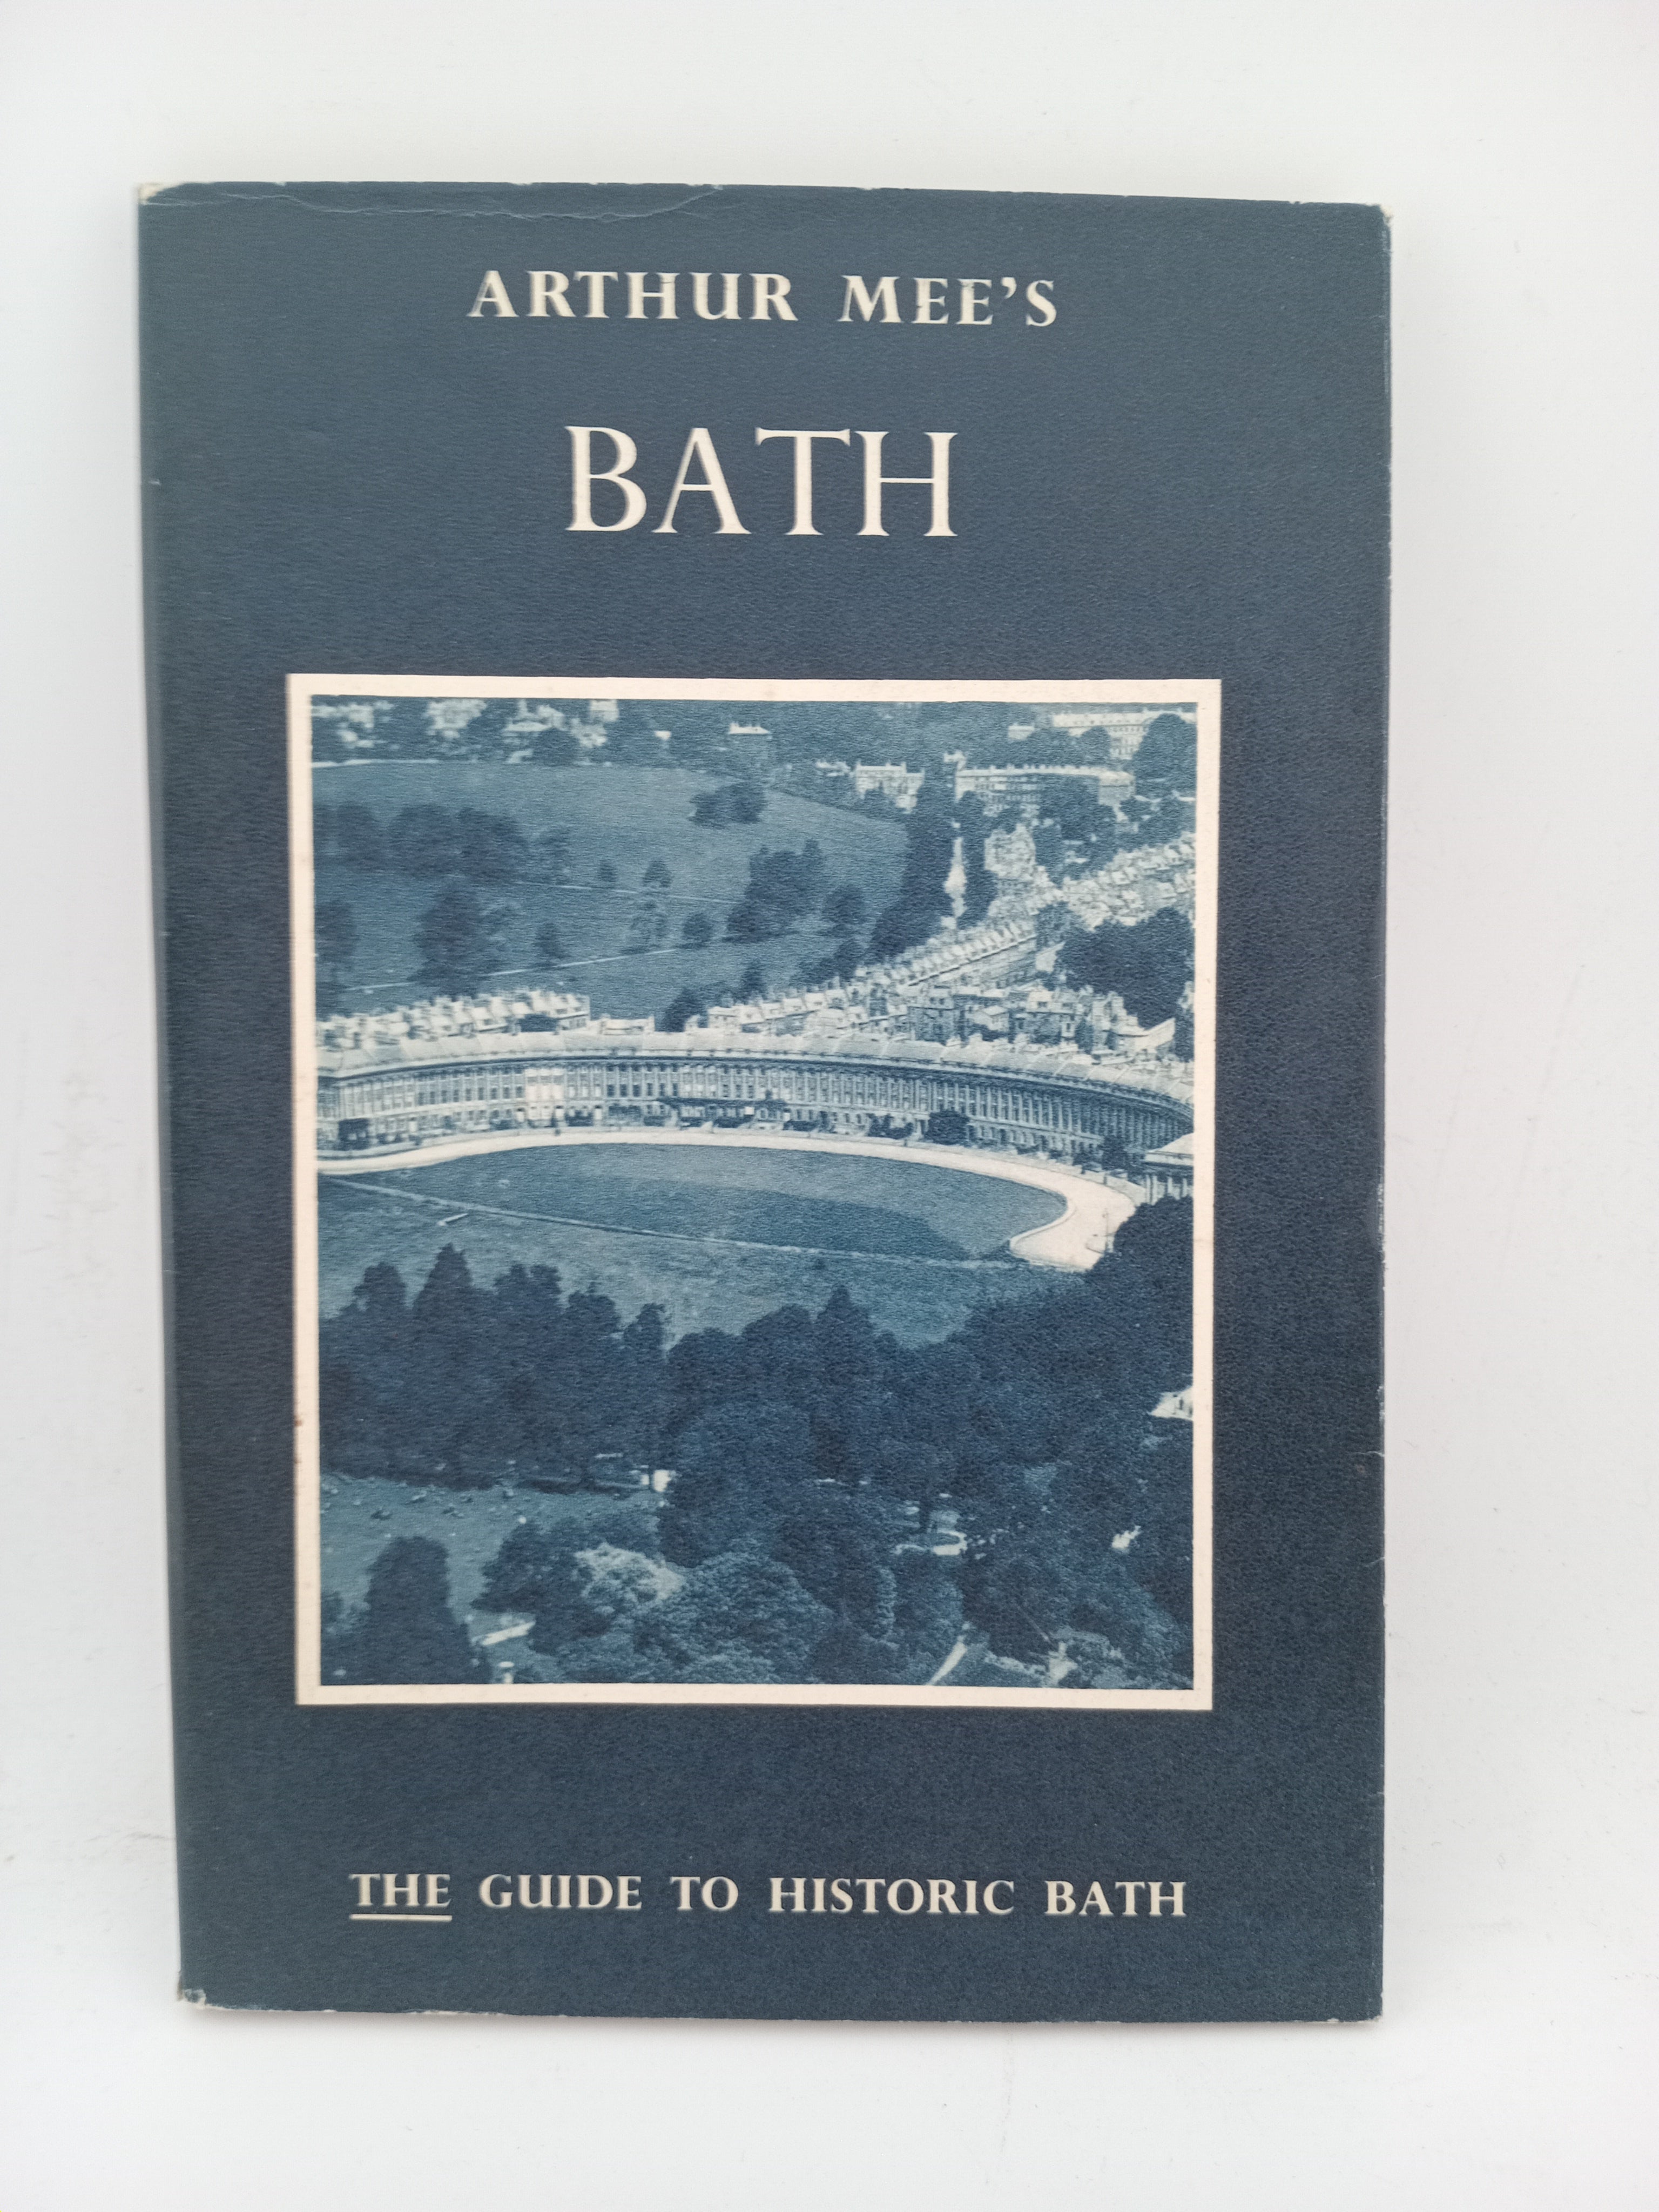 ARTHUR MEE'S
BATH
THE GUIDE TO HISTORIC BATH